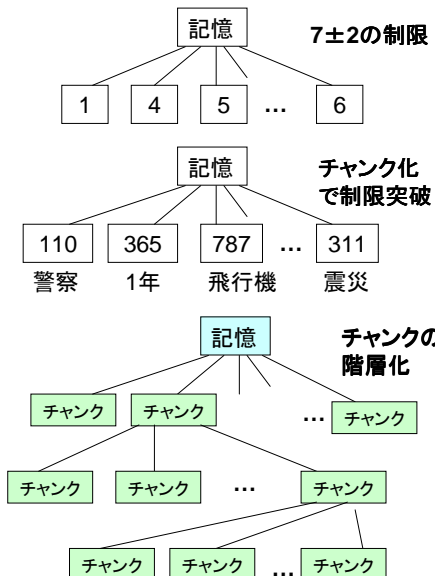 記憶
7±2の制限
1 4 5 ... 6
記憶
チャンク化
で制限突破
110 365 787 ... 311
警察 1年 飛行機 震災
記憶
チャンクの
階層化
チャンク チャンク ... チャンク
チャンク チャンク ... チャンク
チャンク チャンク ... チャンク